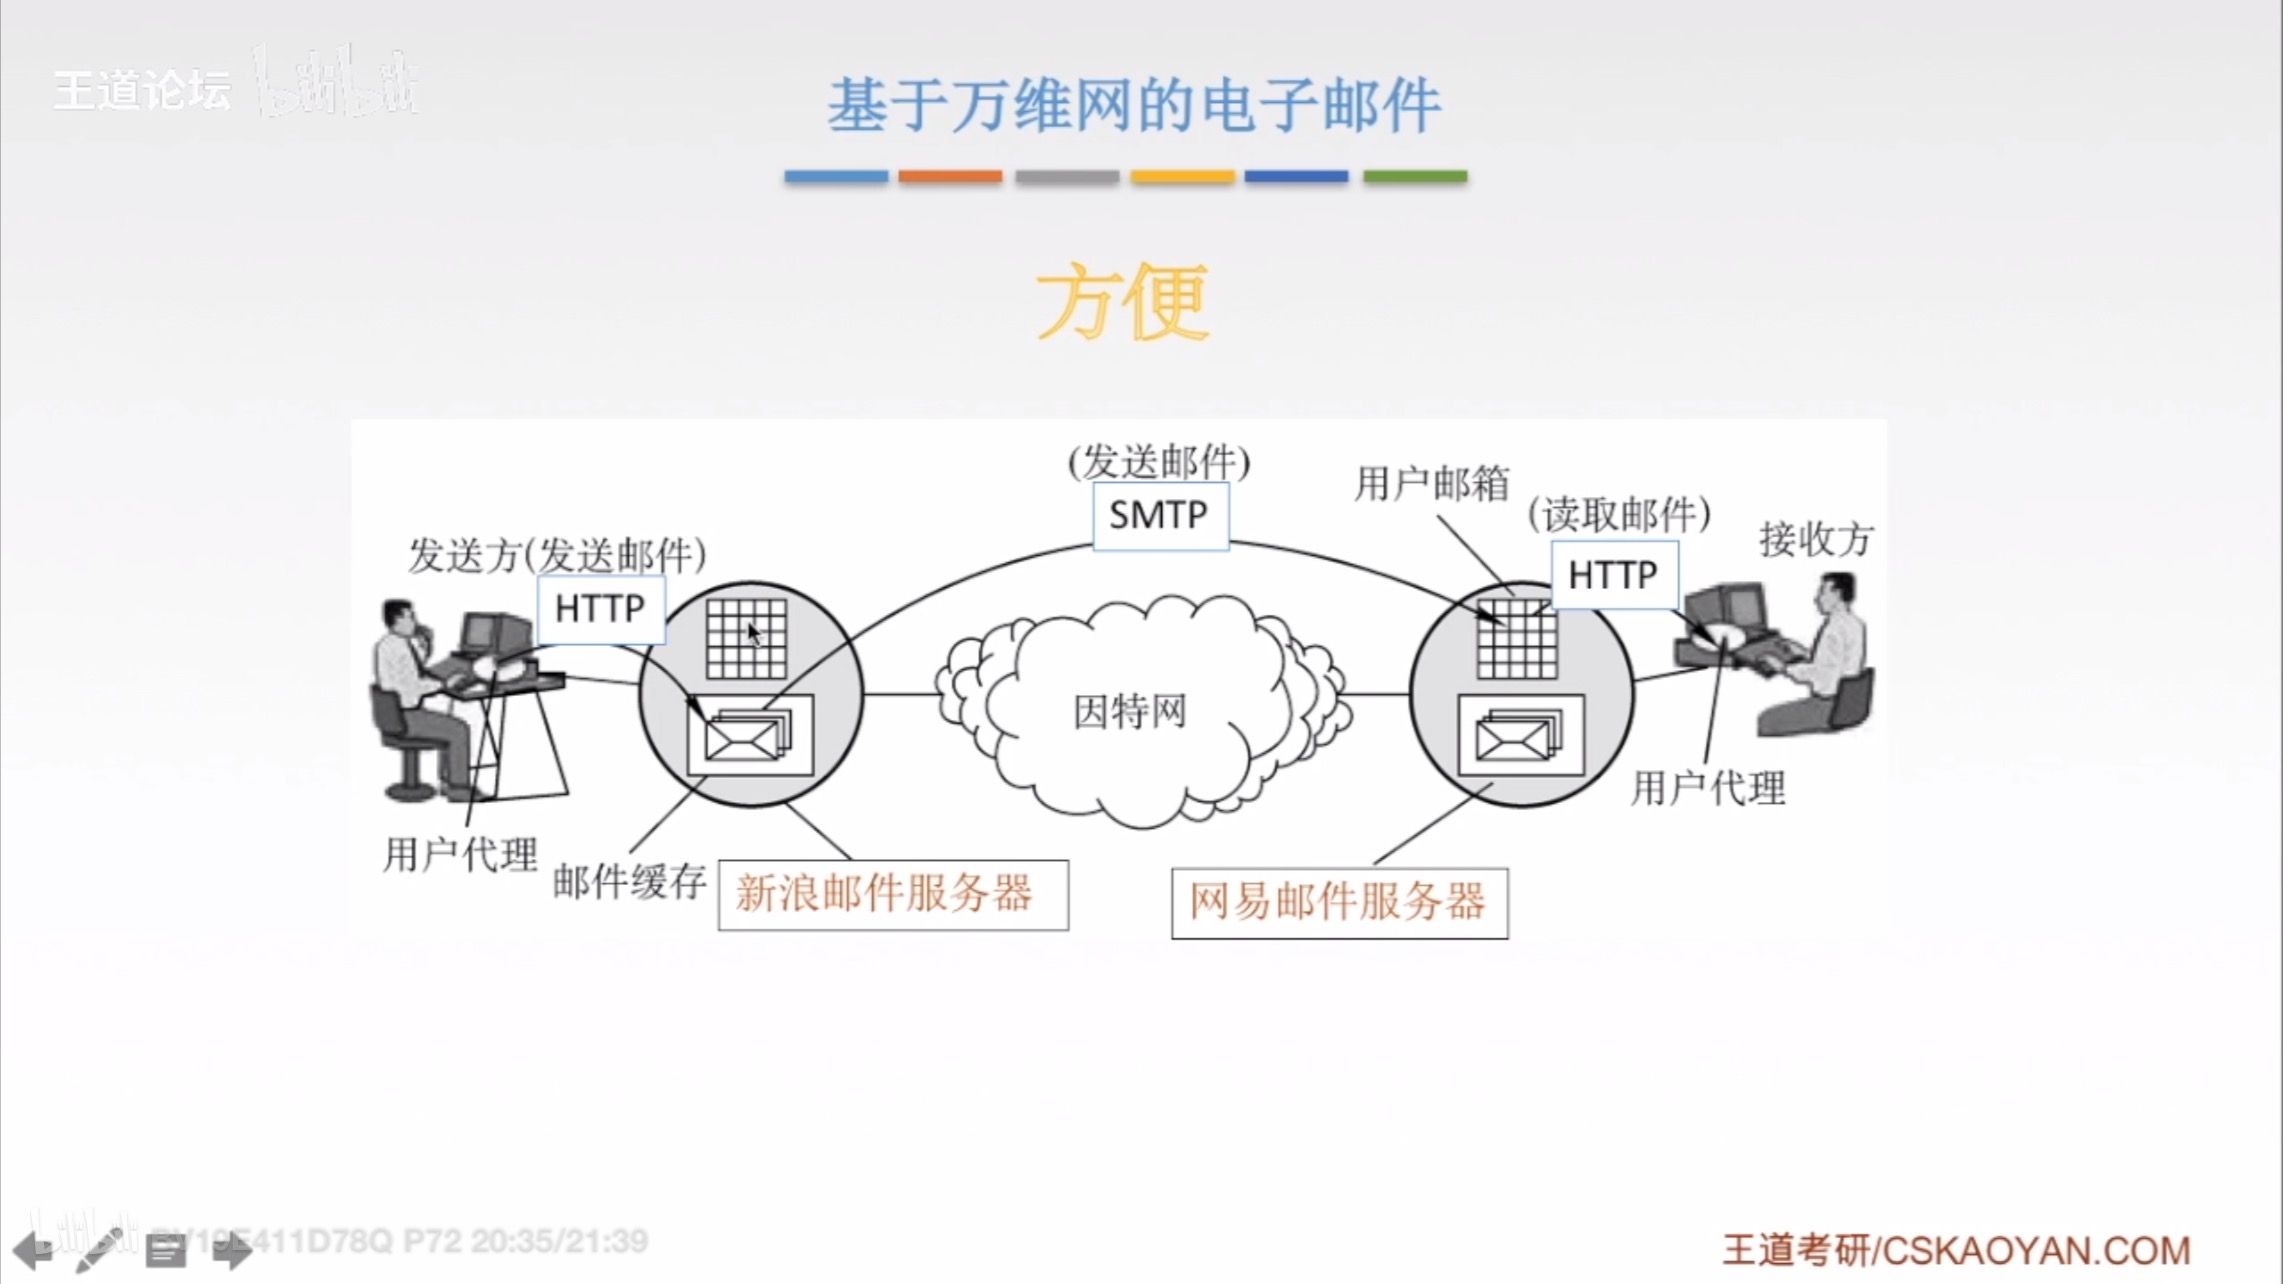 王道论坛 bilibili
基于万维网的电子邮件
方便
(发送邮件)
SMTP
用户邮箱
(读取邮件)
HTTP
接收方
发送方(发送邮件)
HTTP
因特网
用户代理
用户代理
邮件缓存
新浪邮件服务器
网易邮件服务器
bilibili BV19E411D78Q P72 20:35/21:39
王道考研/CSKAOYAN.COM